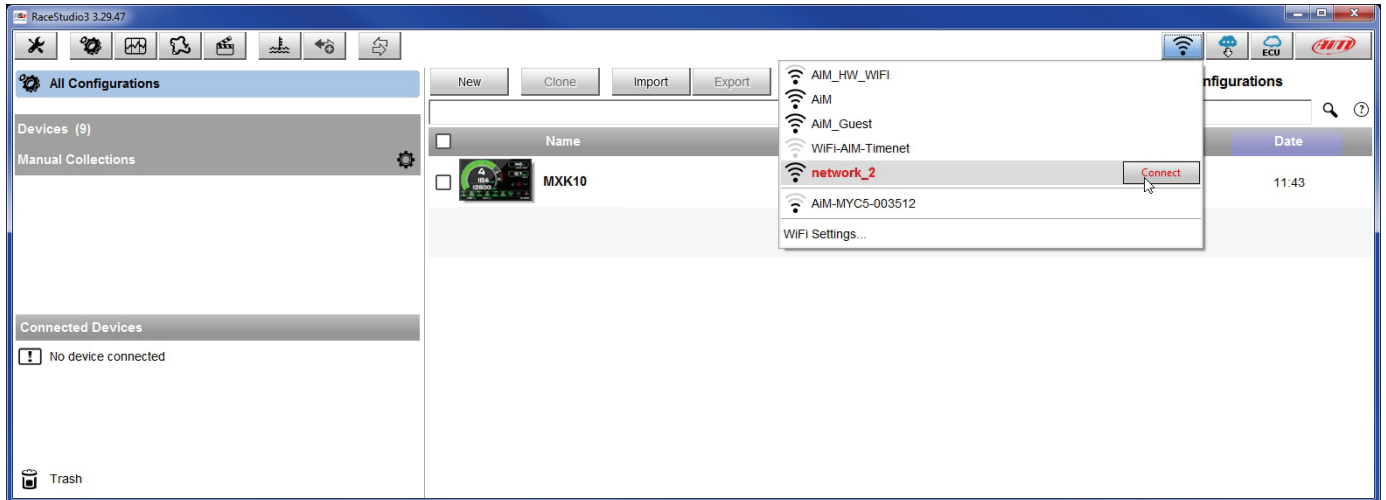 RaceStudio3 3.29.47
ECU
AiM
All Configurations
New Clone Import Export
nfigurations
AiM_HW_WIFI
AiM
AiM_Guest
WiFi-AiM-Timenet
network_2 Connect
AiM-MYC5-003512
WiFi Settings...
Devices (9)
Manual Collections
Name Date
MXK10 11:43
Connected Devices
No device connected
Trash